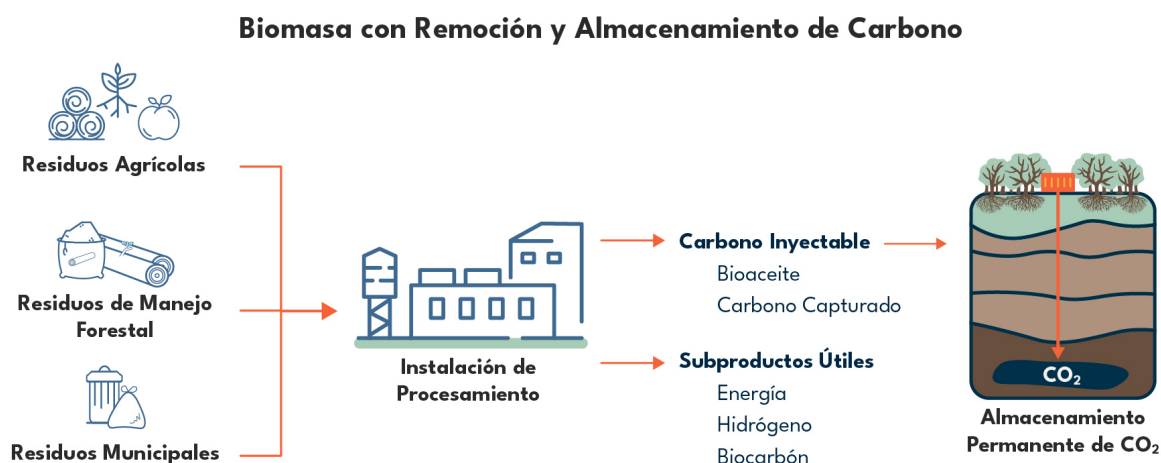 Biomasa con Remoción y Almacenamiento de Carbono
Residuos Agrícolas
Residuos de Manejo
Forestal
Residuos Municipales
Instalación de
Procesamiento
Carbono Inyectable
Bioaceite
Carbono Capturado
Subproductos Útiles
Energía
Hidrógeno
Biocarbón
CO₂
Almacenamiento
Permanente de CO₂